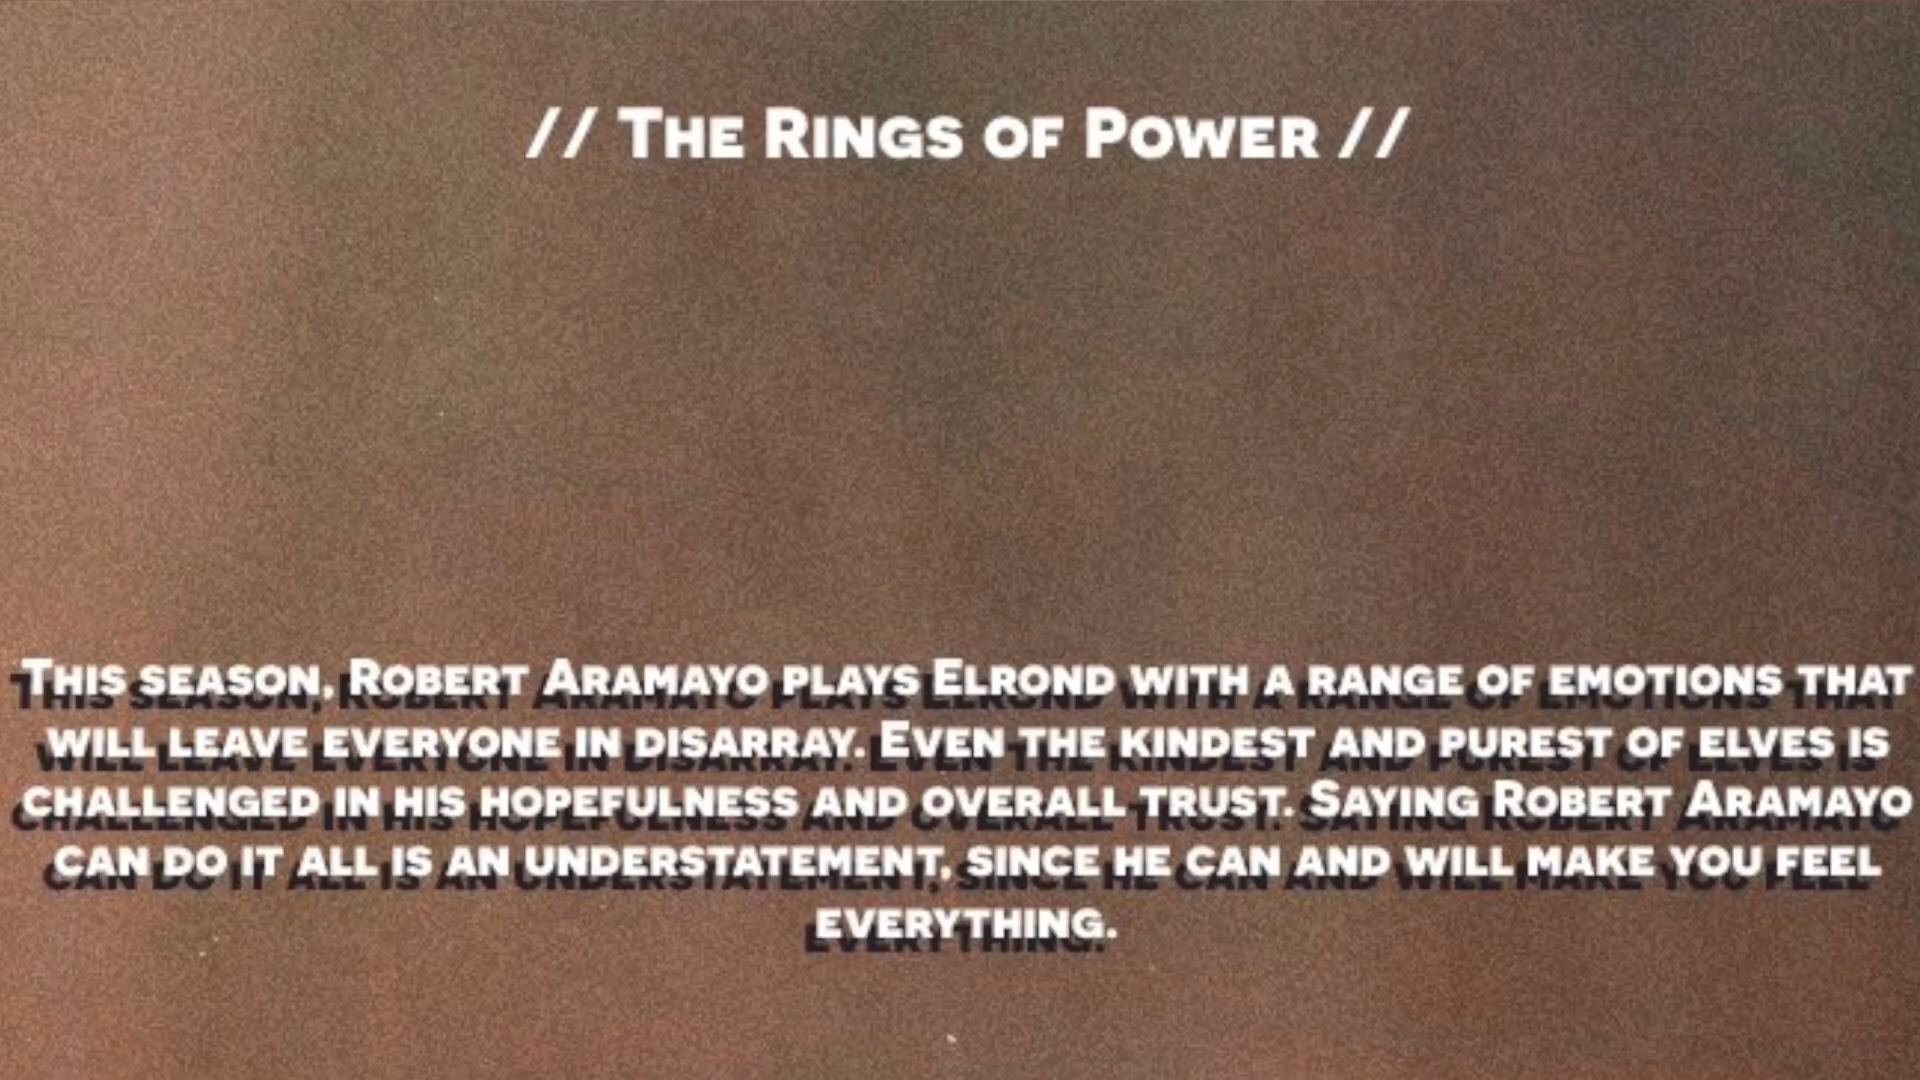 // The Rings of Power //
This season, Robert Aramayo plays Elrond with a range of emotions that
will leave everyone in disarray. Even the kindest and purest of elves is
challenged in his hopefulness and overall trust. Saying Robert Aramayo
can do it all is an understatement, since he can and will make you feel
everything.